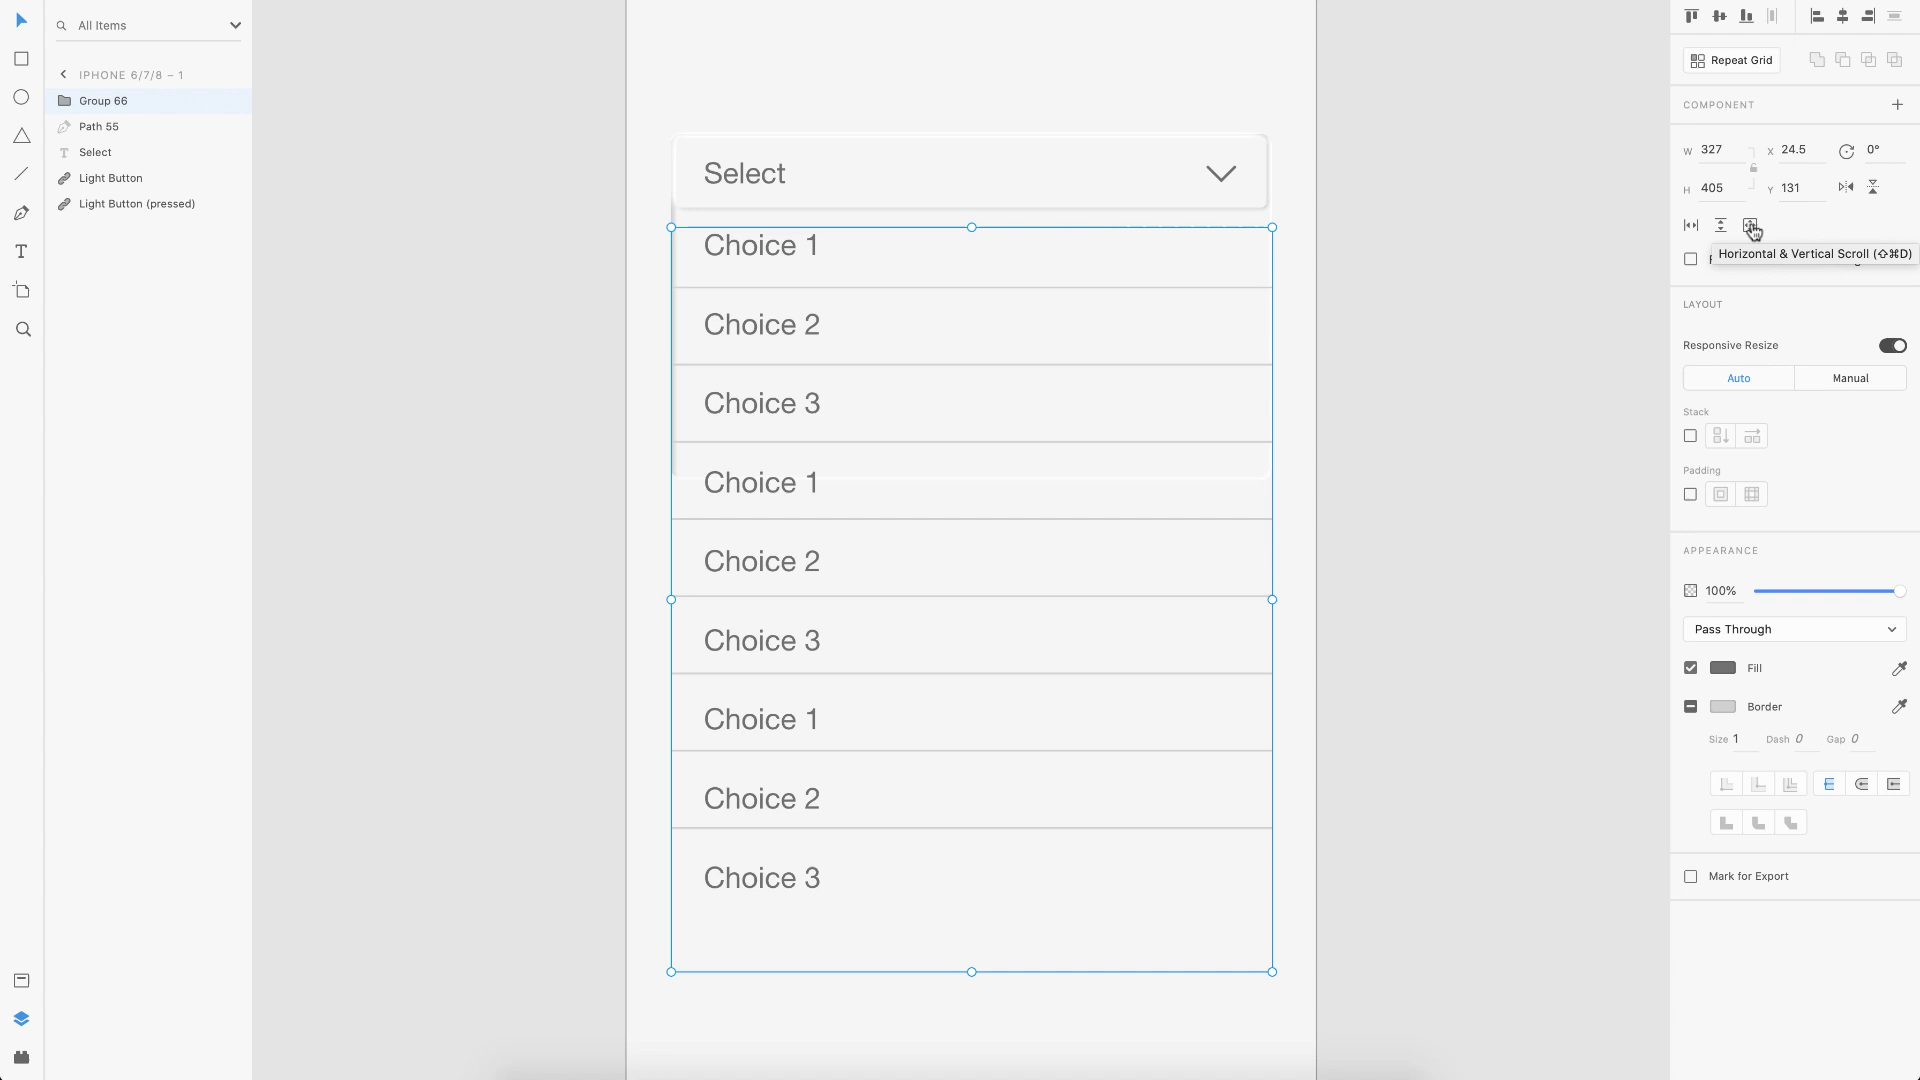 All Items
IPHONE 6/7/8 – 1
Group 66
Path 55
Select
Light Button
Light Button (pressed)
Select
Choice 1
Choice 2
Choice 3
Choice 1
Choice 2
Choice 3
Choice 1
Choice 2
Choice 3
Repeat Grid
COMPONENT
W 327 X 24.5 0°
H 405 Y 131
Horizontal & Vertical Scroll (⇧⌘D)
LAYOUT
Responsive Resize
Auto Manual
Stack
Padding
APPEARANCE
100%
Pass Through
Fill
Border
Size 1 Dash 0 Gap 0
Mark for Export